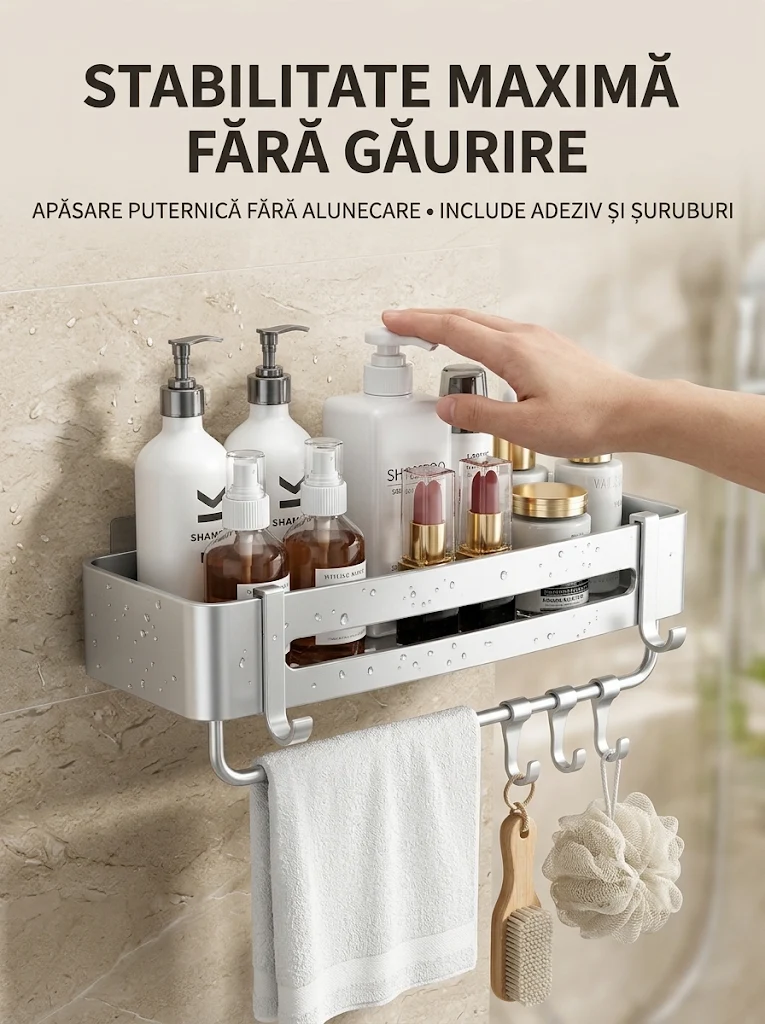 STABILITATE MAXIMĂ
FĂRĂ GĂURIRE
APĂSARE PUTERNICĂ FĂRĂ ALUNECARE • INCLUDE ADEZIV ȘI ȘURUBURI